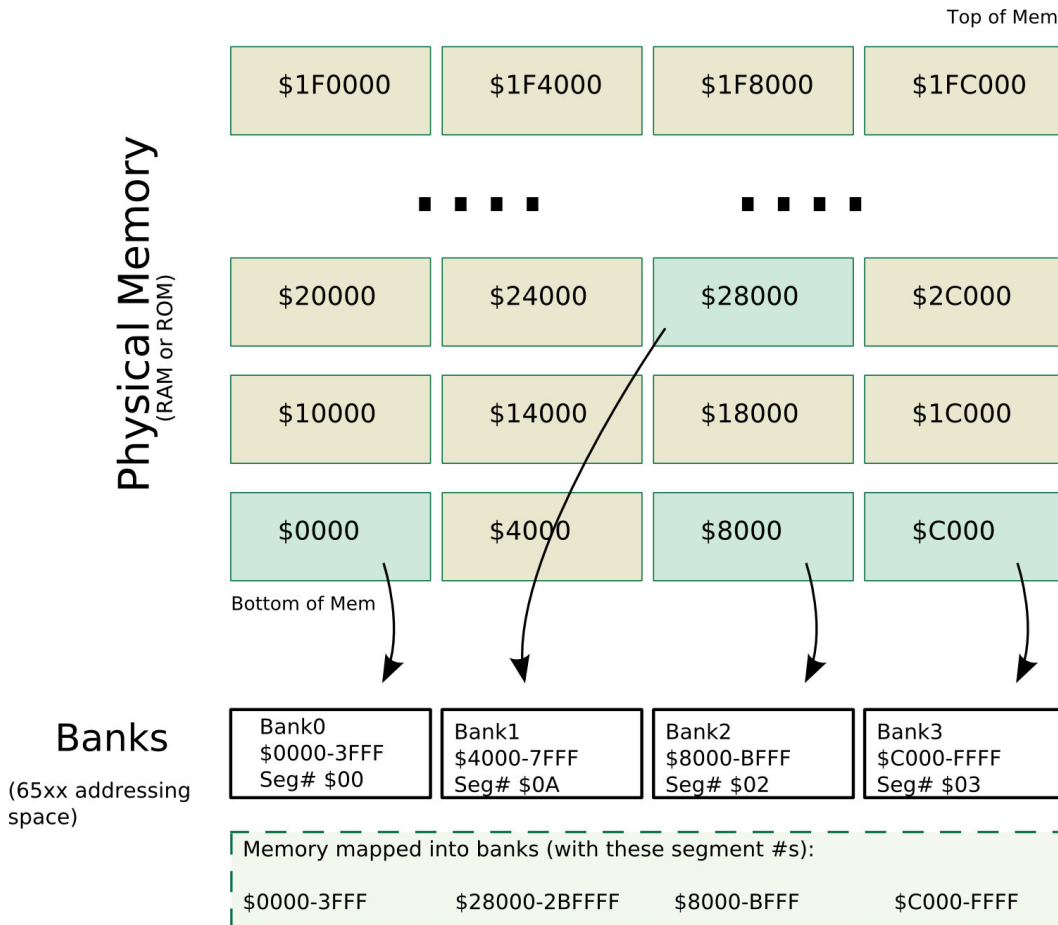 Top of Mem
$1F0000 $1F4000 $1F8000 $1FC000
Physical Memory
(RAM or ROM)
$20000 $24000 $28000 $2C000
$10000 $14000 $18000 $1C000
$0000 $4000 $8000 $C000
Bottom of Mem
Banks
(65xx addressing
space)
Bank0
$0000-3FFF
Seg# $00
Bank1
$4000-7FFF
Seg# $0A
Bank2
$8000-BFFF
Seg# $02
Bank3
$C000-FFFF
Seg# $03
Memory mapped into banks (with these segment #s):
$0000-3FFF $28000-2BFFFF $8000-BFFF $C000-FFFF